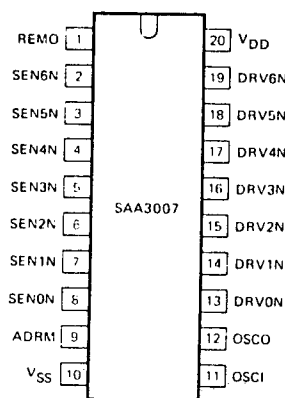 REMO 1
SEN6N 2
SEN5N 3
SEN4N 4
SEN3N 5
SEN2N 6
SEN1N 7
SEN0N 8
ADRM 9
VSS 10
SAA3007
20 VDD
19 DRV6N
18 DRV5N
17 DRV4N
16 DRV3N
15 DRV2N
14 DRV1N
13 DRV0N
12 OSCO
11 OSCI